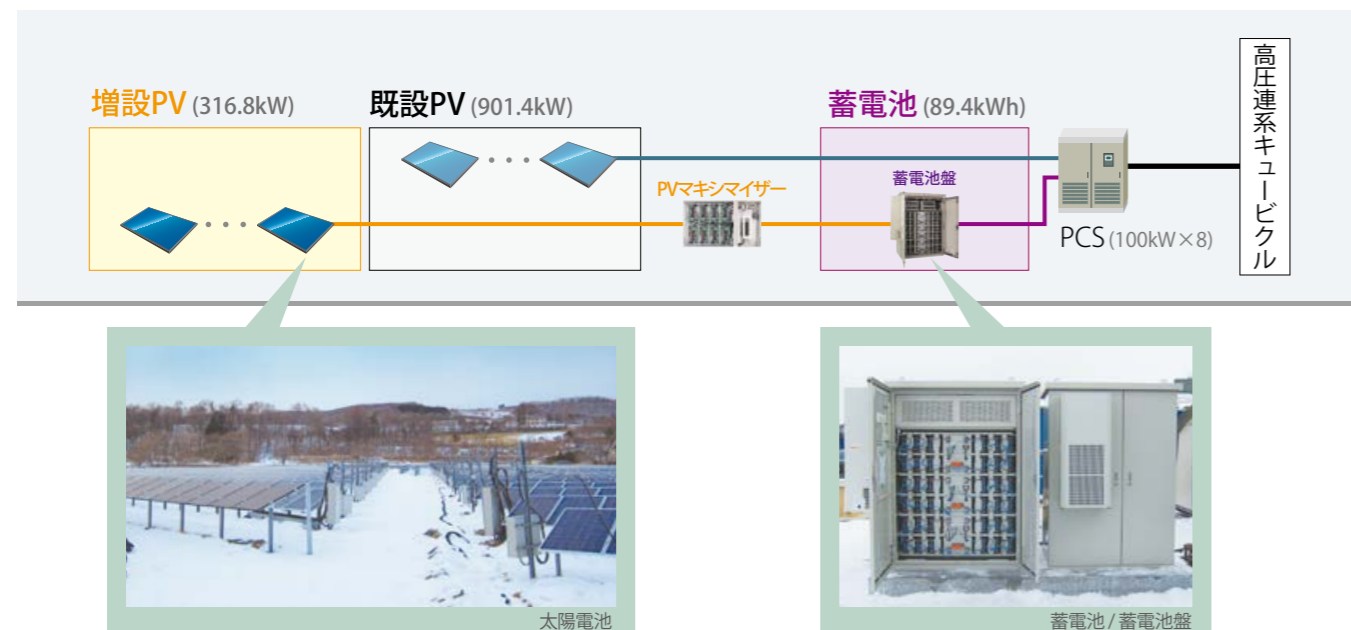 増設PV (316.8kW)
既設PV (901.4kW)
蓄電池 (89.4kWh)
高圧連系キュービクル
PVマキシマイザー
蓄電池盤
PCS (100kW×8)
太陽電池
蓄電池 / 蓄電池盤